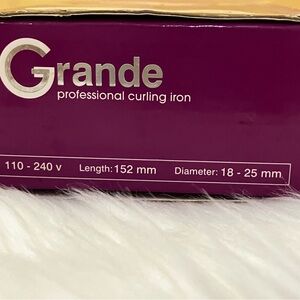 Grande
professional curling iron
110 - 240 v Length: 152 mm Diameter: 18 - 25 mm